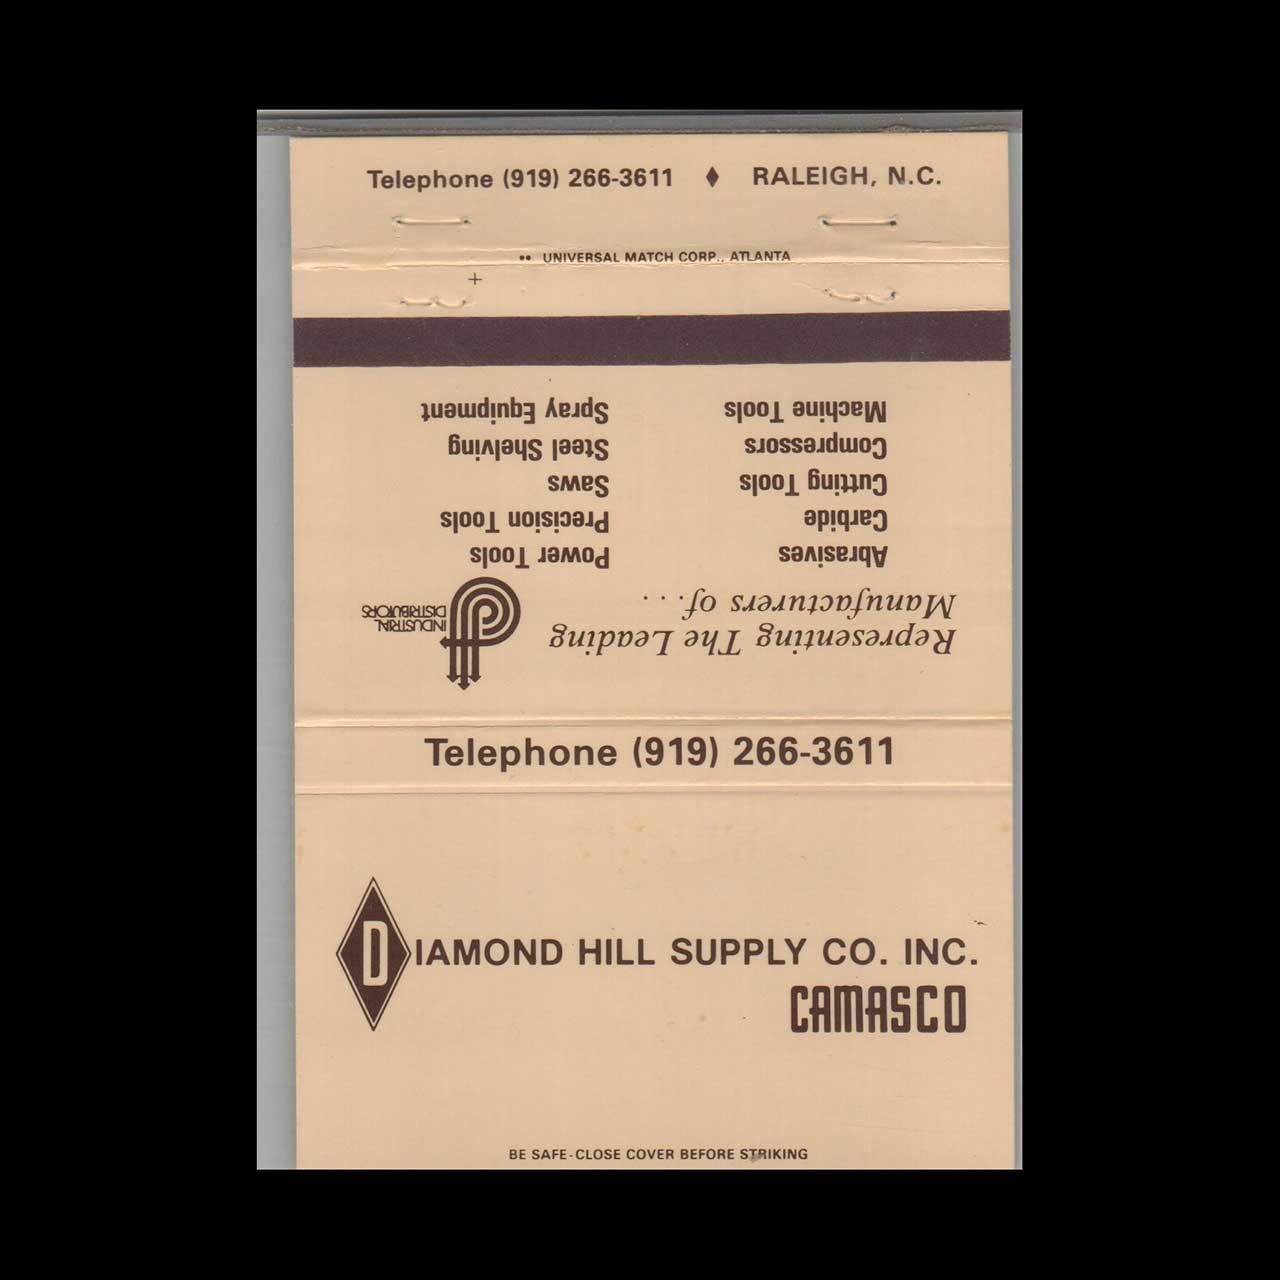 Telephone (919) 266-3611 ♦ RALEIGH, N.C.
•• UNIVERSAL MATCH CORP., ATLANTA
Representing The Leading
Manufacturers of...
INDUSTRIAL
DISTRIBUTORS
Abrasives
Carbide
Cutting Tools
Compressors
Machine Tools
Power Tools
Precision Tools
Saws
Steel Shelving
Spray Equipment
Telephone (919) 266-3611
DIAMOND HILL SUPPLY CO. INC.
CAMASCO
BE SAFE-CLOSE COVER BEFORE STRIKING